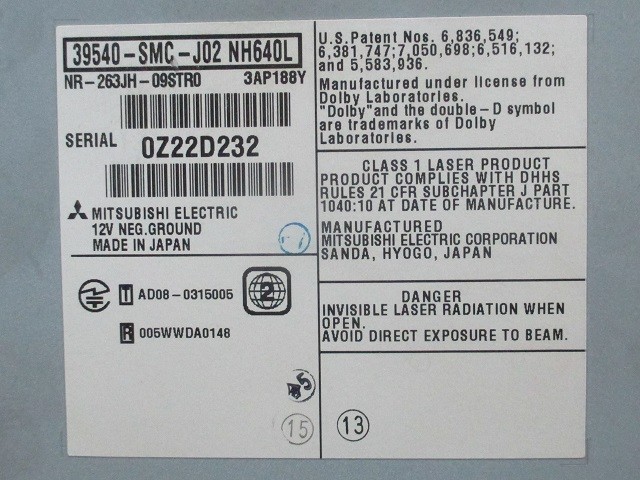 39540-SMC-J02 NH640L
NR-263JH-09STR0 3AP188Y
SERIAL 0Z22D232
MITSUBISHI ELECTRIC
12V NEG.GROUND
MADE IN JAPAN
T AD08-0315005
2
R 005WWDA0148
5
15
U.S.Patent Nos. 6,836,549;
6,381,747;7,050,698;6,516,132;
and 5,583,936.
Manufactured under license from
Dolby Laboratories.
"Dolby" and the double-D symbol
are trademarks of Dolby
Laboratories.
CLASS 1 LASER PRODUCT
PRODUCT COMPLIES WITH DHHS
RULES 21 CFR SUBCHAPTER J PART
1040:10 AT DATE OF MANUFACTURE.
MANUFACTURED
MITSUBISHI ELECTRIC CORPORATION
SANDA, HYOGO, JAPAN
DANGER
INVISIBLE LASER RADIATION WHEN
OPEN.
AVOID DIRECT EXPOSURE TO BEAM.
13